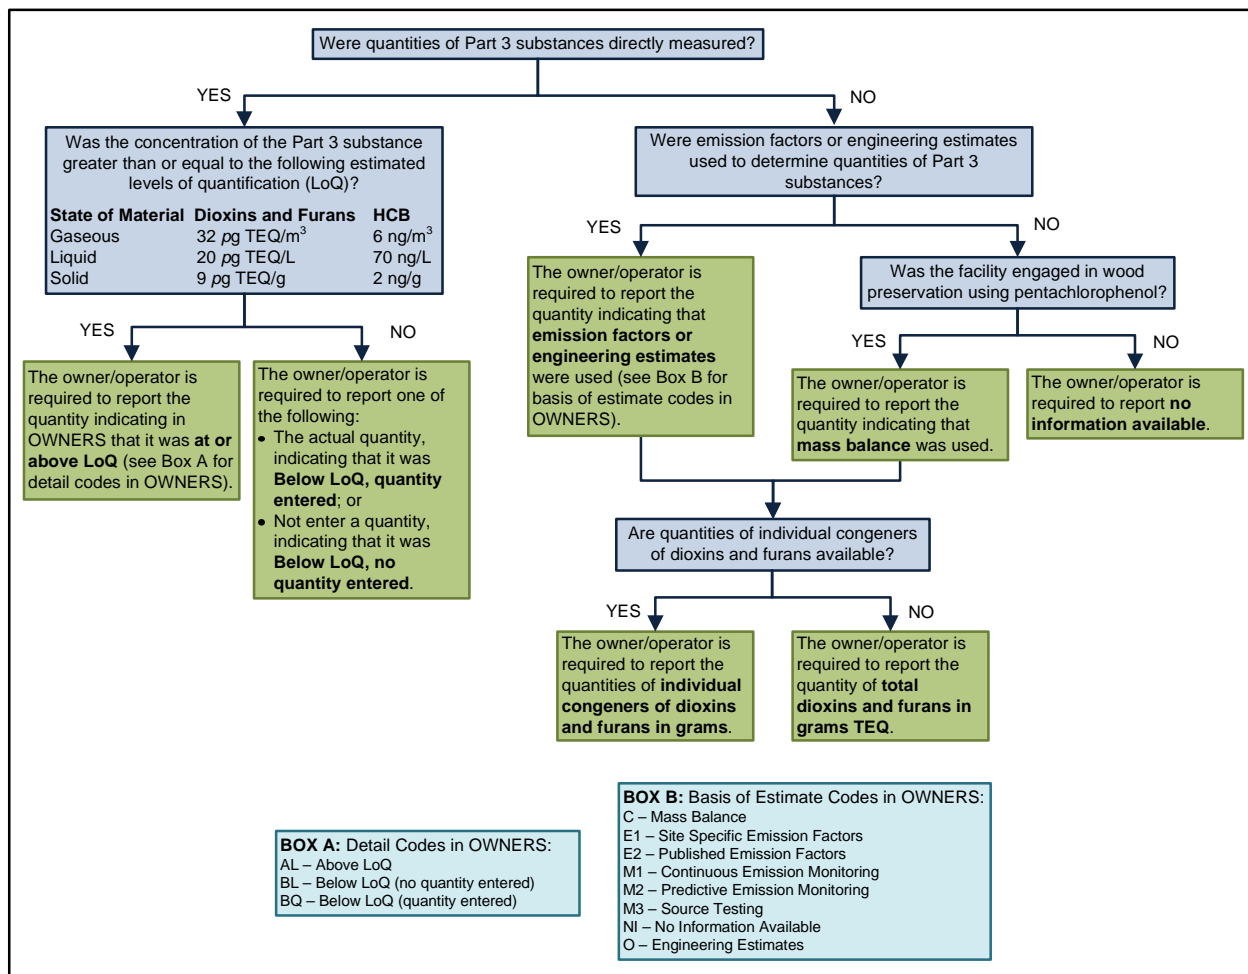 Were quantities of Part 3 substances directly measured?
YES
NO
Was the concentration of the Part 3 substance
greater than or equal to the following estimated
levels of quantification (LoQ)?
State of Material Dioxins and Furans HCB
Gaseous 32 pg TEQ/m³ 6 ng/m³
Liquid 20 pg TEQ/L 70 ng/L
Solid 9 pg TEQ/g 2 ng/g
Were emission factors or engineering estimates
used to determine quantities of Part 3
substances?
YES
NO
The owner/operator is
required to report the
quantity indicating that
emission factors or
engineering estimates
were used (see Box B for
basis of estimate codes in
OWNERS).
Was the facility engaged in wood
preservation using pentachlorophenol?
YES
NO
YES
NO
The owner/operator is
required to report the
quantity indicating in
OWNERS that it was at or
above LoQ (see Box A for
detail codes in OWNERS).
The owner/operator is
required to report one of
the following:
• The actual quantity,
indicating that it was
Below LoQ, quantity
entered; or
• Not enter a quantity,
indicating that it was
Below LoQ, no
quantity entered.
The owner/operator is
required to report the
quantity indicating that
mass balance was used.
The owner/operator is
required to report no
information available.
Are quantities of individual congeners
of dioxins and furans available?
YES
NO
The owner/operator is
required to report the
quantities of individual
congeners of dioxins
and furans in grams.
The owner/operator is
required to report the
quantity of total
dioxins and furans in
grams TEQ.
BOX A: Detail Codes in OWNERS:
AL – Above LoQ
BL – Below LoQ (no quantity entered)
BQ – Below LoQ (quantity entered)
BOX B: Basis of Estimate Codes in OWNERS:
C – Mass Balance
E1 – Site Specific Emission Factors
E2 – Published Emission Factors
M1 – Continuous Emission Monitoring
M2 – Predictive Emission Monitoring
M3 – Source Testing
NI – No Information Available
O – Engineering Estimates